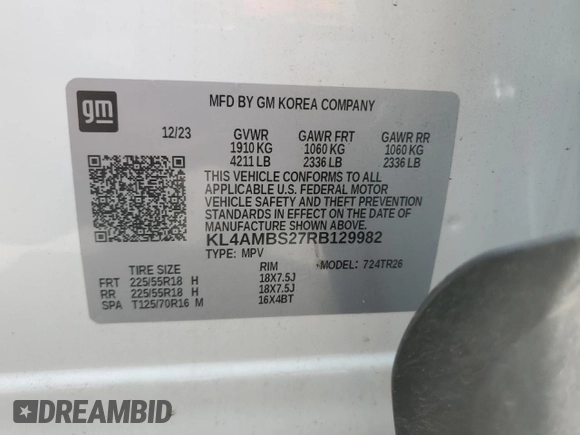 gm
MFD BY GM KOREA COMPANY
12/23 GVWR GAWR FRT GAWR RR
1910 KG 1060 KG 1060 KG
4211 LB 2336 LB 2336 LB
THIS VEHICLE CONFORMS TO ALL
APPLICABLE U.S. FEDERAL MOTOR
VEHICLE SAFETY AND THEFT PREVENTION
STANDARDS IN EFFECT ON THE DATE OF
MANUFACTURE SHOWN ABOVE.
KL4AMBS27RB129982
TYPE: MPV MODEL: 724TR26
TIRE SIZE RIM
FRT 225/55R18 H 18X7.5J
RR 225/55R18 H 18X7.5J
SPA T125/70R16 M 16X4BT
DREAMBID